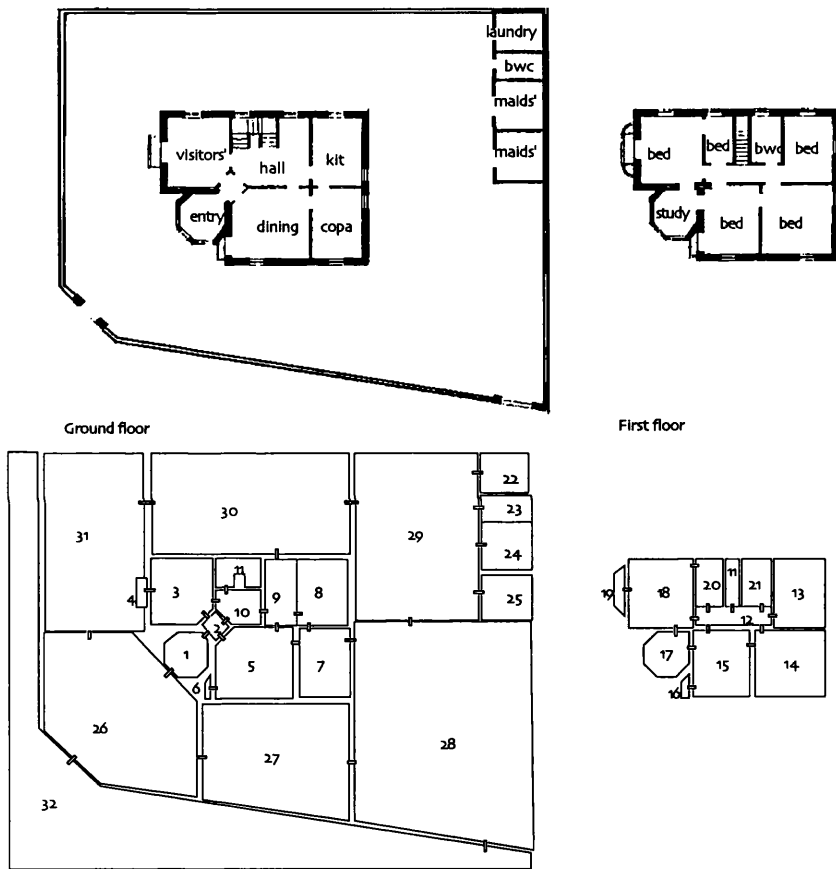 laundry
bwc
maids'
maids'
visitors'
hall
kit
entry
dining
copa
bed
bed
bwc
bed
study
bed
bed
Ground floor
First floor
31
30
29
22
23
24
25
4
3
11
10
9
8
2
1
5
7
6
26
27
28
32
19
18
20
11
21
13
12
17
16
15
14